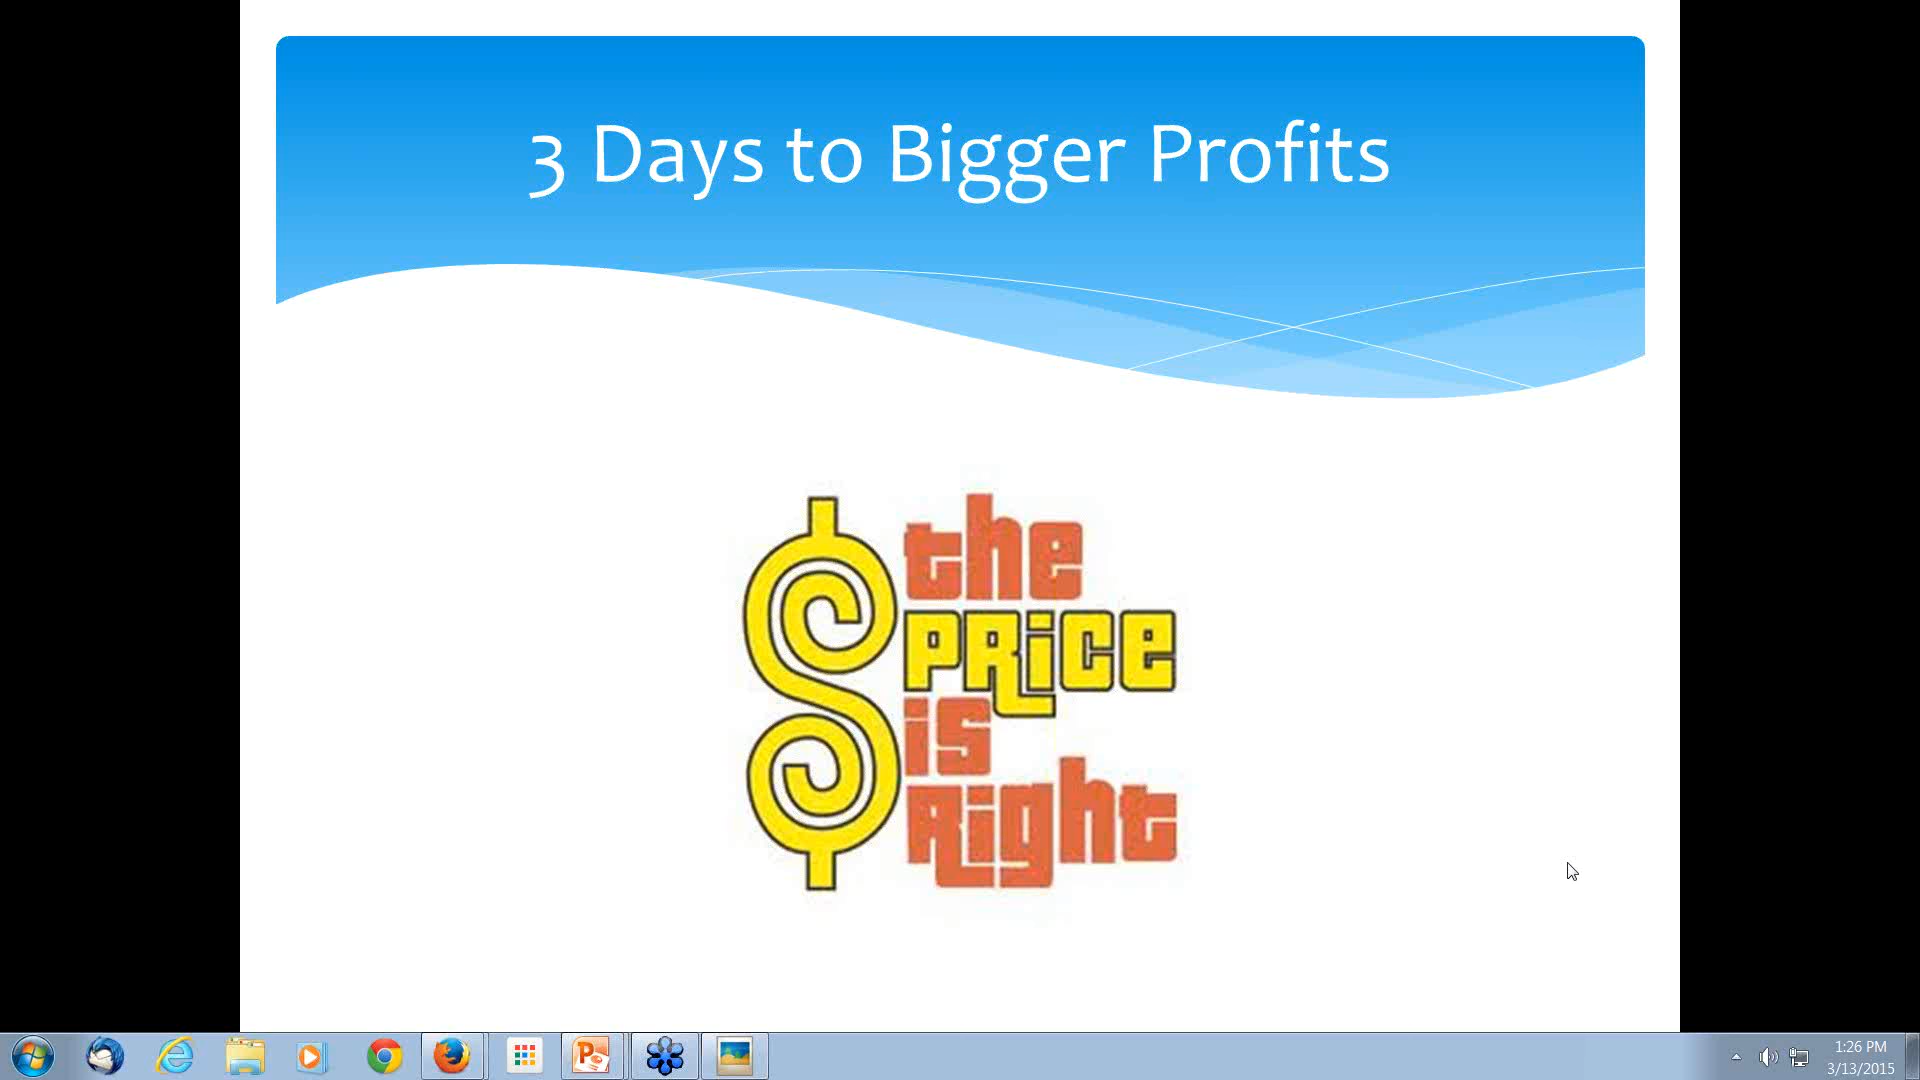 3 Days to Bigger Profits
the
PRiCE
is
Right
1:26 PM
3/13/2015